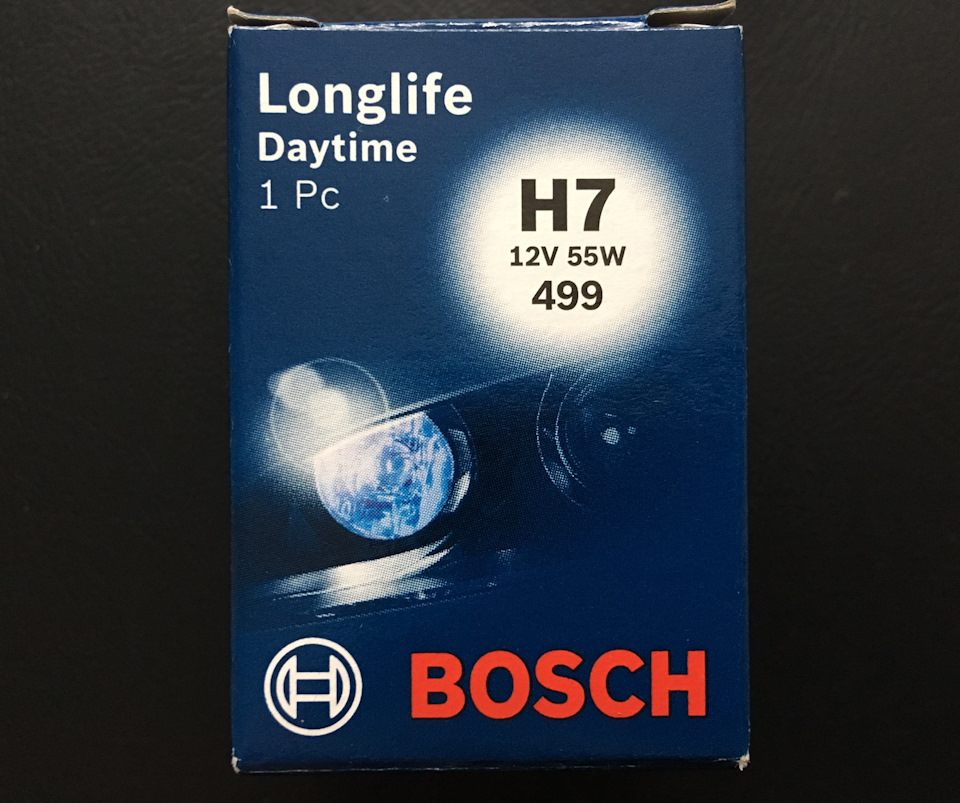 Longlife
Daytime
1 Pc
H7
12V 55W
499
BOSCH